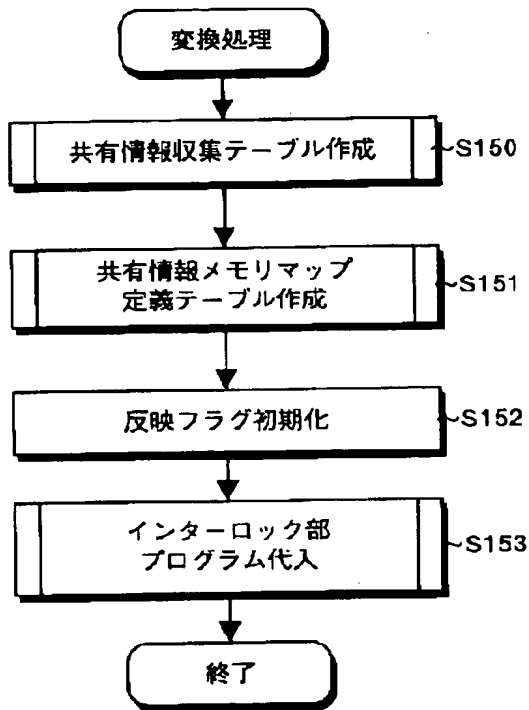 変換処理
共有情報収集テーブル作成
S150
共有情報メモリマップ
定義テーブル作成
S151
反映フラグ初期化
S152
インターロック部
プログラム代入
S153
終了